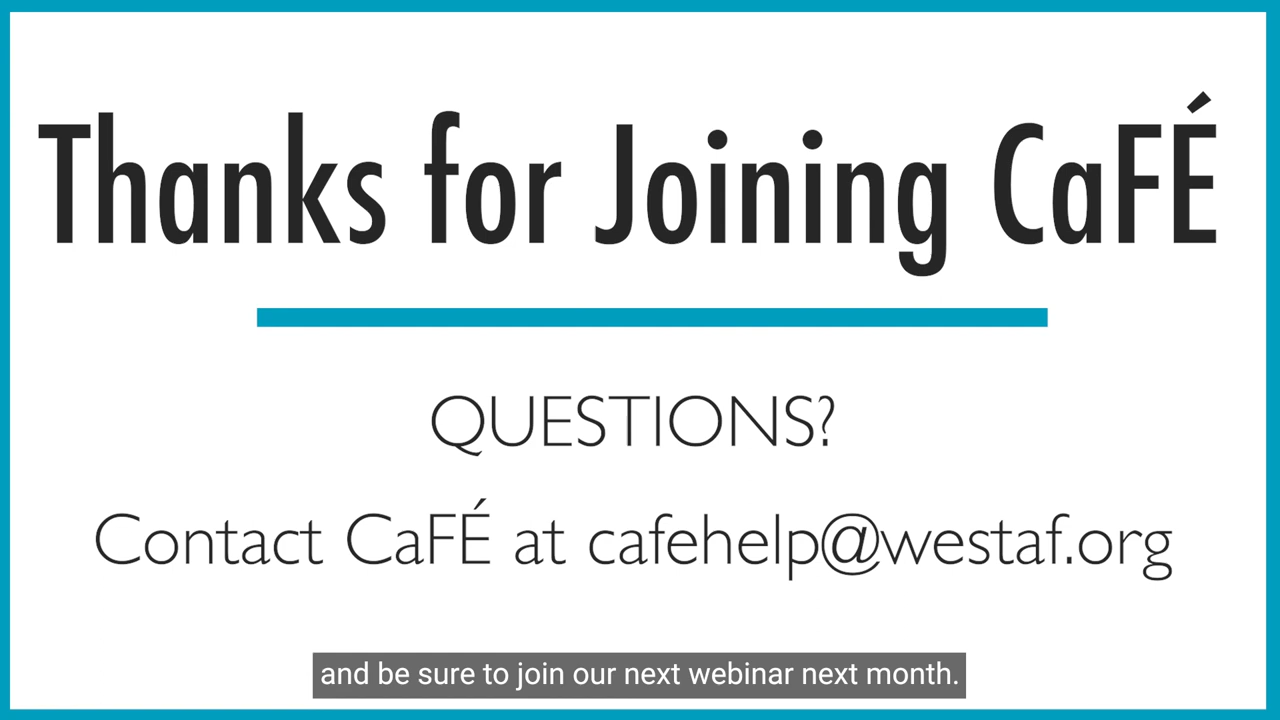 Thanks for Joining CaFÉ
QUESTIONS?
Contact CaFÉ at cafehelp@westaf.org
and be sure to join our next webinar next month.